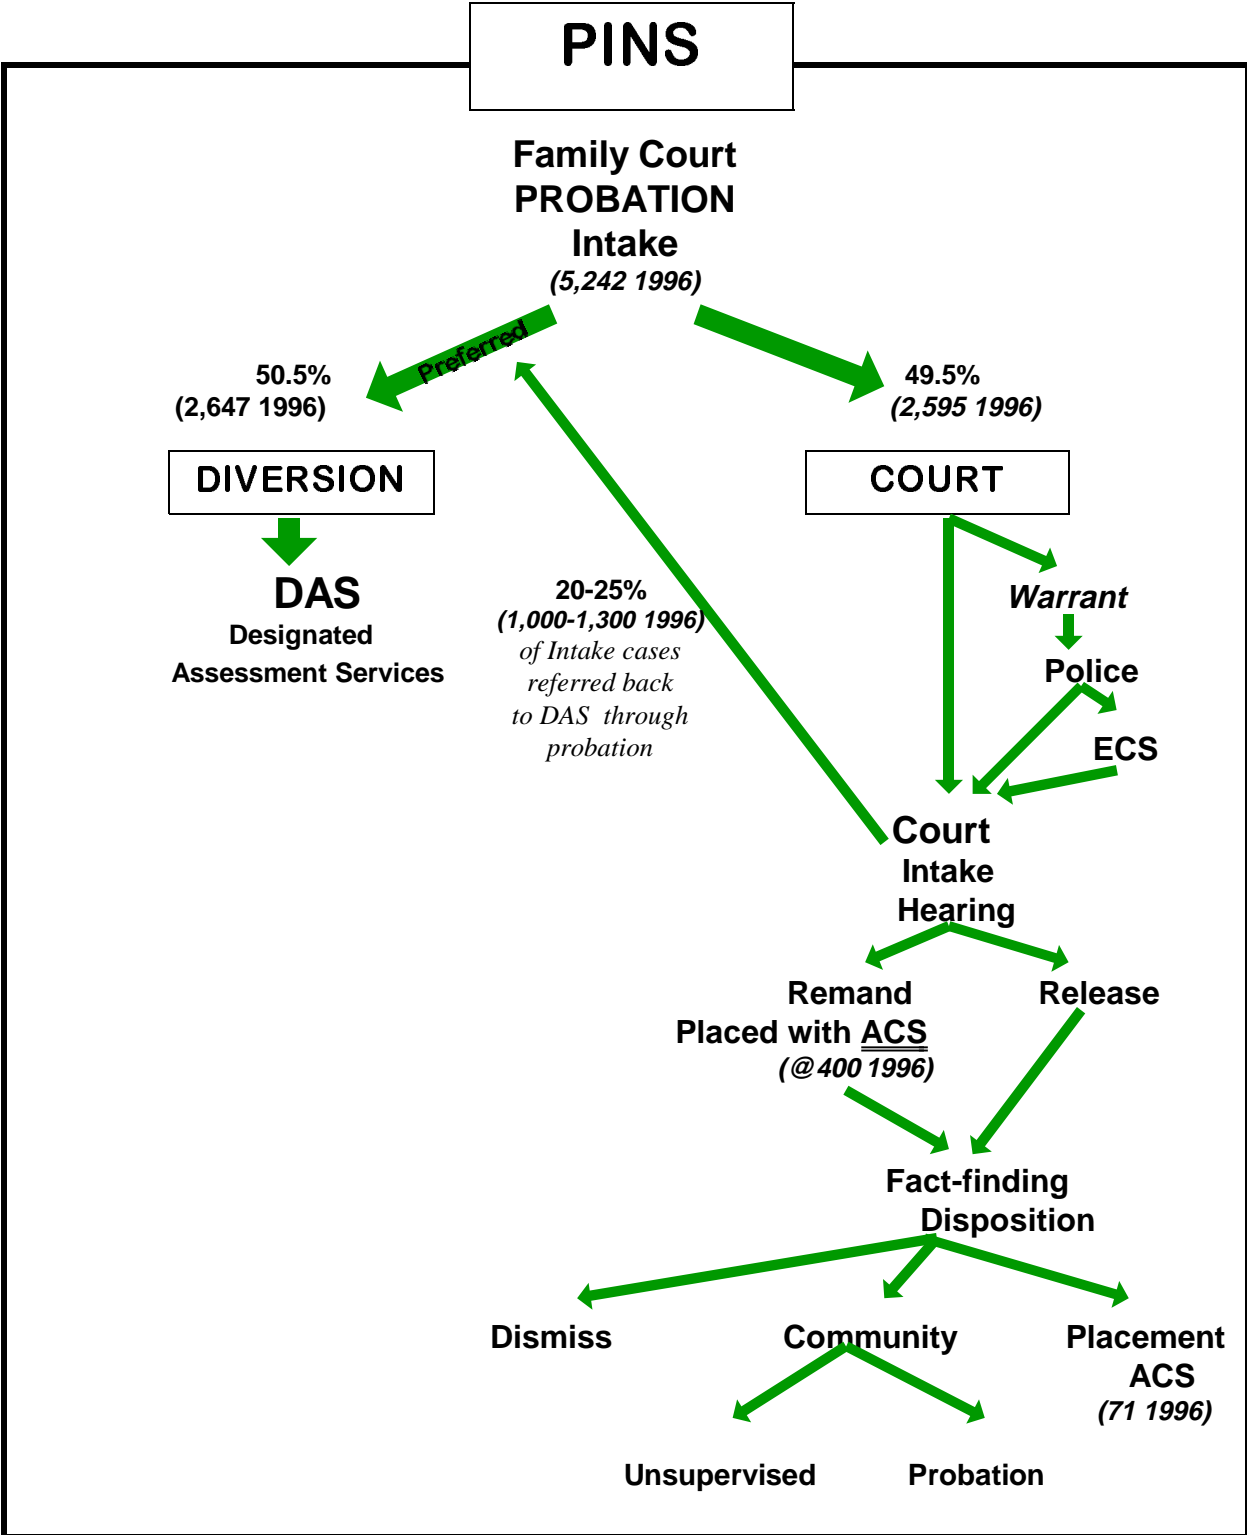 PINS
Family Court
PROBATION
Intake
(5,242 1996)
Preferred
50.5%
(2,647 1996)
49.5%
(2,595 1996)
DIVERSION
COURT
DAS
Designated
Assessment Services
20-25%
(1,000-1,300 1996)
of Intake cases
referred back
to DAS through
probation
Warrant
Police
ECS
Court
Intake
Hearing
Remand
Placed with ACS
(@400 1996)
Release
Fact-finding
Disposition
Dismiss
Community
Placement
ACS
(71 1996)
Unsupervised
Probation